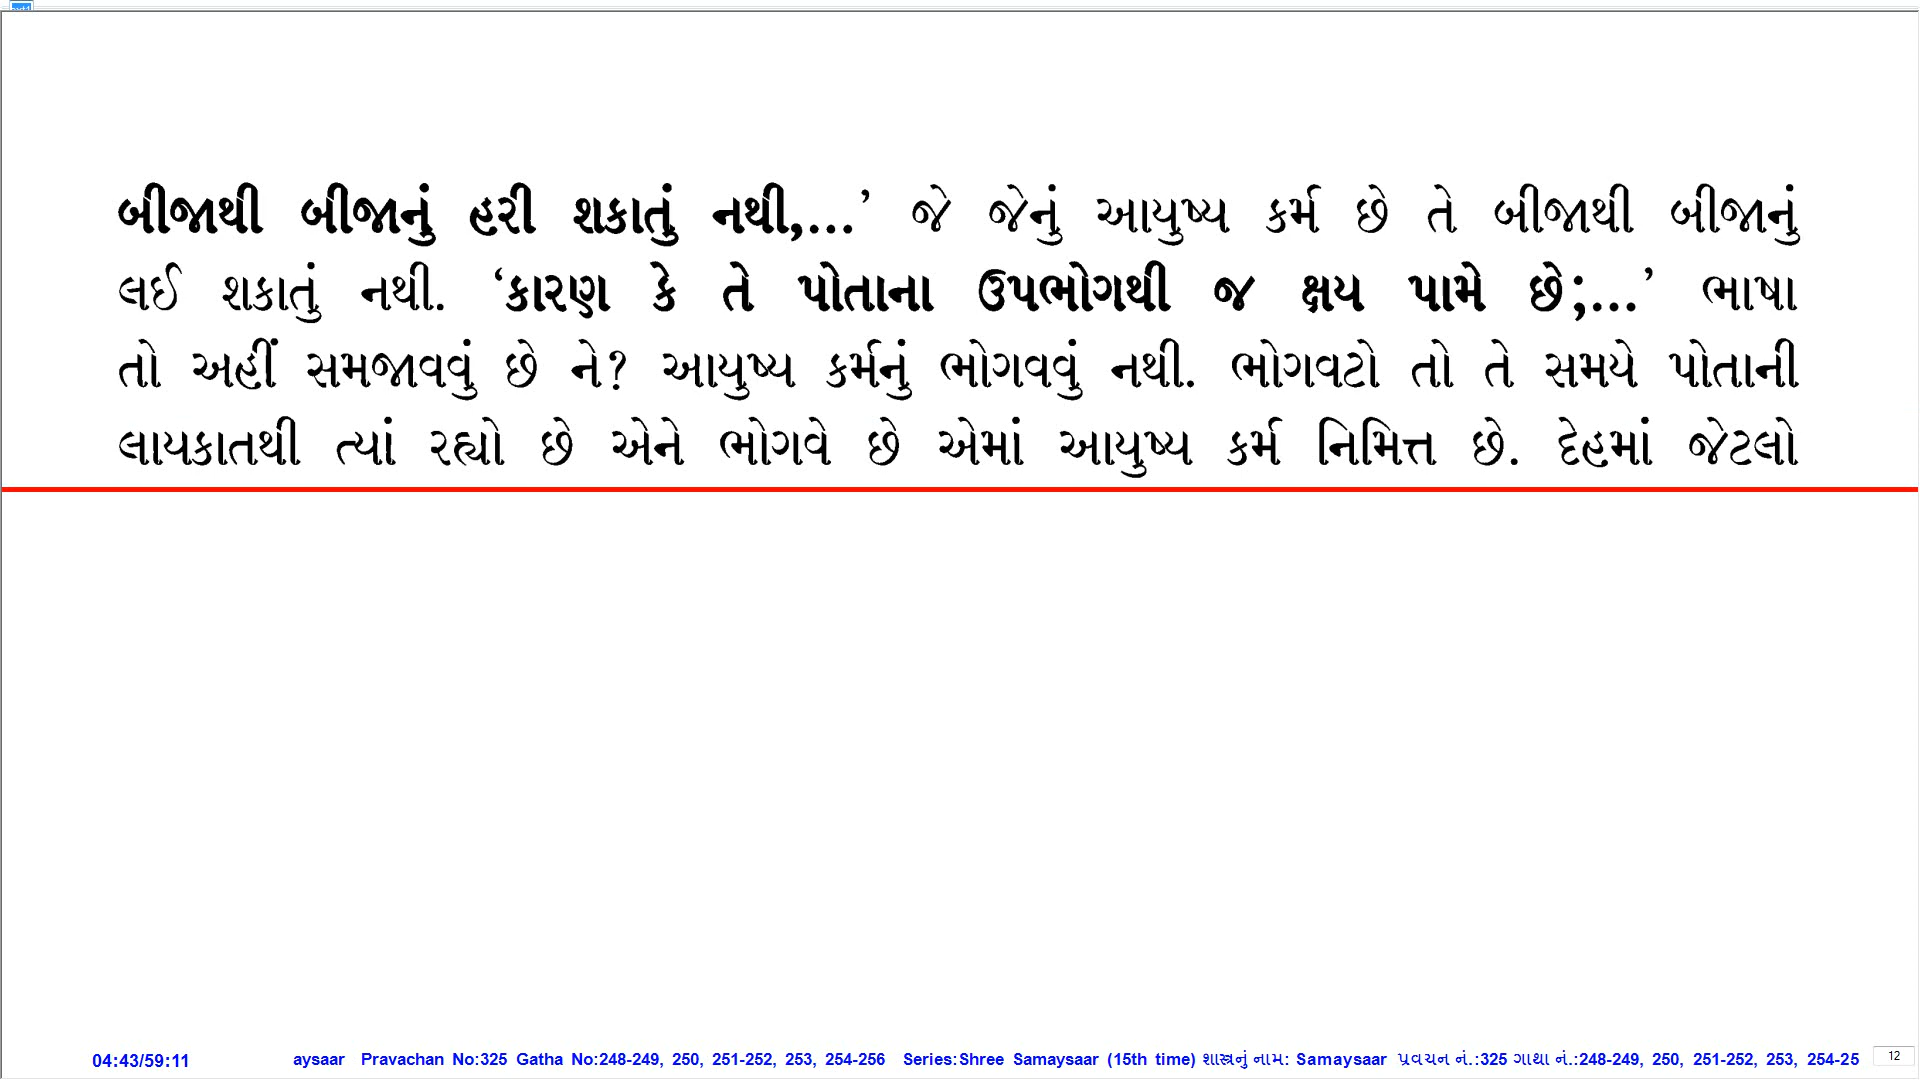 બીજાથી બીજાનું હરી શકાતું નથી,...’ જે જેનું આયુષ્ય કર્મ છે તે બીજાથી બીજાનું
લઈ શકાતું નથી. ‘કારણ કે તે પોતાના ઉપભોગથી જ ક્ષય પામે છે;...’ ભાષા
તો અહીં સમજાવવું છે ને? આયુષ્ય કર્મનું ભોગવવું નથી. ભોગવટો તો તે સમયે પોતાની
લાયકાતથી ત્યાં રહ્યો છે એને ભોગવે છે એમાં આયુષ્ય કર્મ નિમિત્ત છે. દેહમાં જેટલો
04:43/59:11 aysaar Pravachan No:325 Gatha No:248-249, 250, 251-252, 253, 254-256 Series:Shree Samaysaar (15th time) શાસ્ત્રનું નામ: Samaysaar પ્રવચન નં.:325 ગાથા નં.:248-249, 250, 251-252, 253, 254-25 12